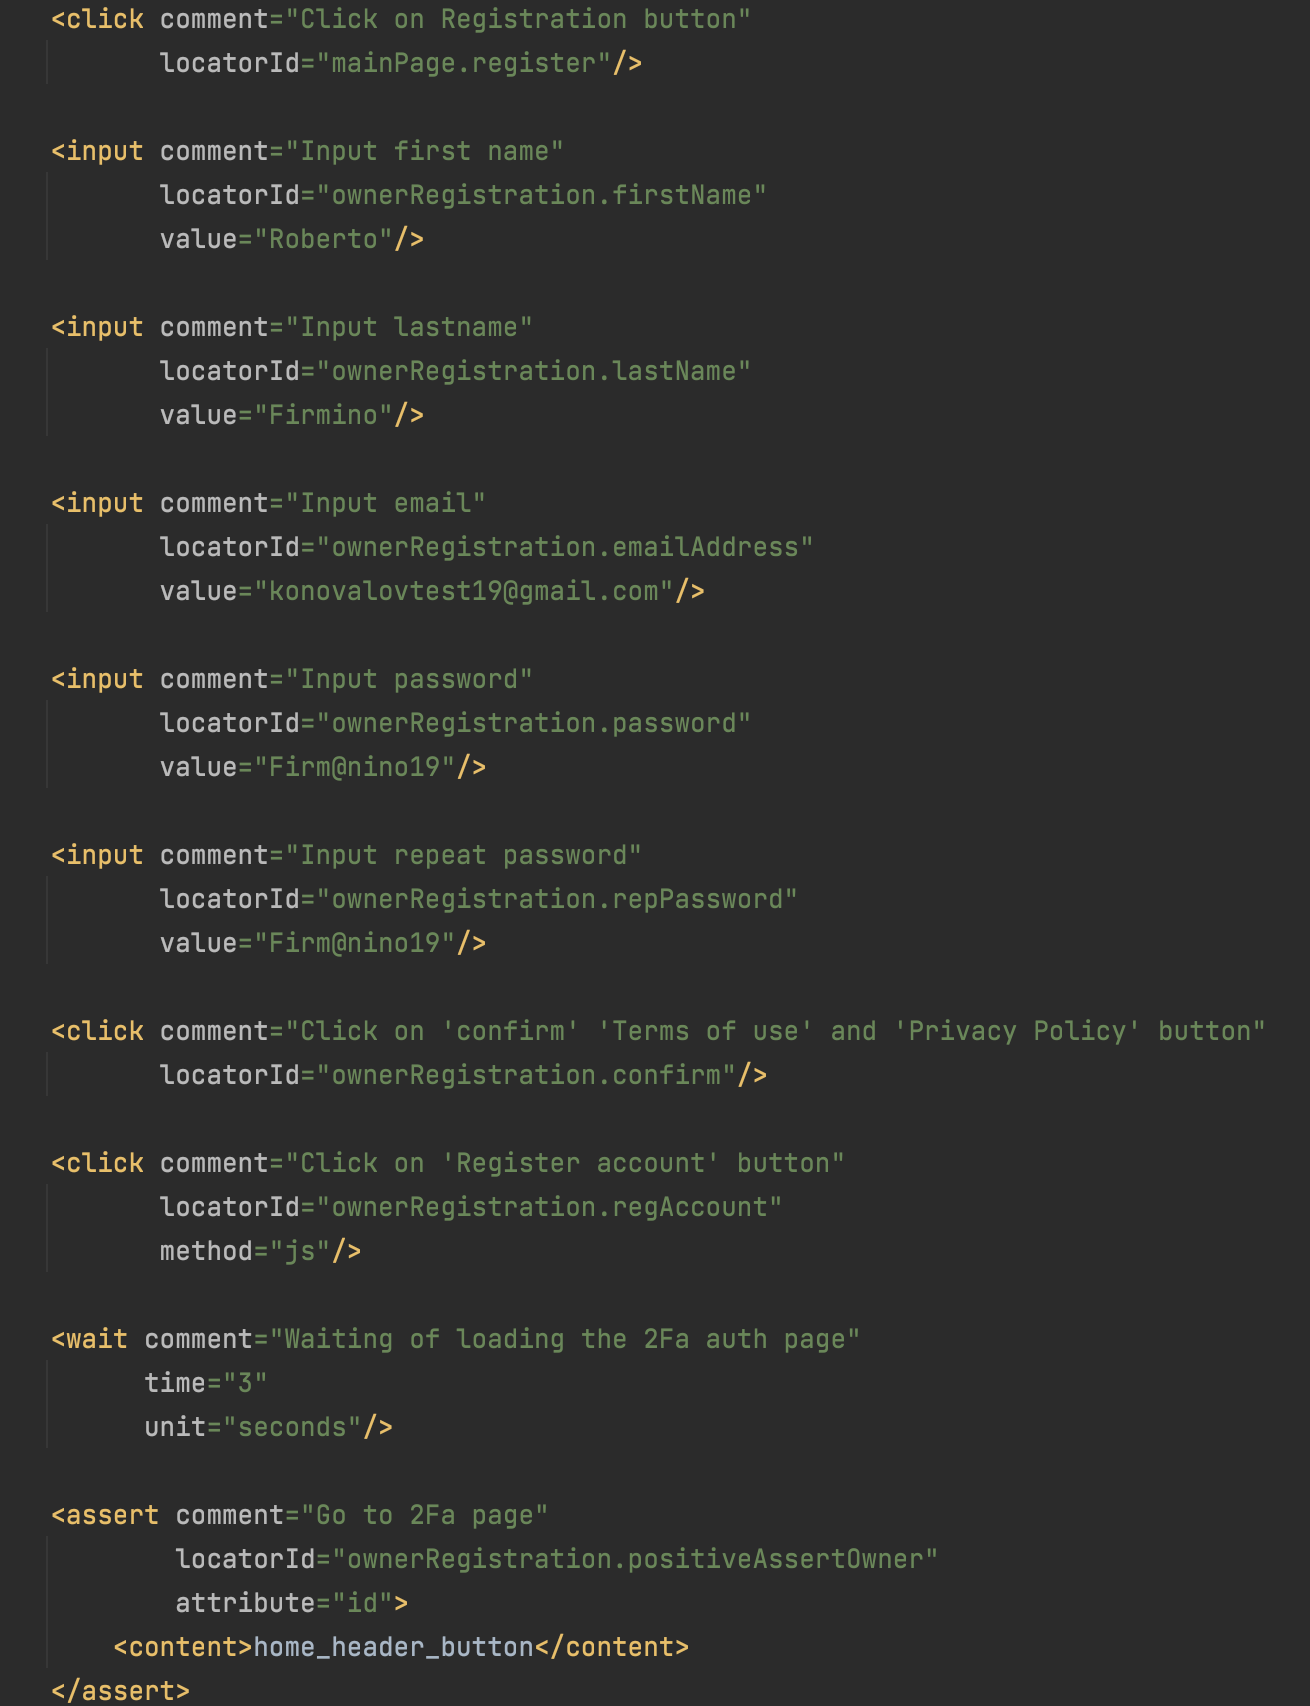 <click comment="Click on Registration button"
locatorId="mainPage.register"/>
<input comment="Input first name"
locatorId="ownerRegistration.firstName"
value="Roberto"/>
<input comment="Input lastname"
locatorId="ownerRegistration.lastName"
value="Firmino"/>
<input comment="Input email"
locatorId="ownerRegistration.emailAddress"
value="konovalovtest19@gmail.com"/>
<input comment="Input password"
locatorId="ownerRegistration.password"
value="Firm@nino19"/>
<input comment="Input repeat password"
locatorId="ownerRegistration.repPassword"
value="Firm@nino19"/>
<click comment="Click on 'confirm' 'Terms of use' and 'Privacy Policy' button"
locatorId="ownerRegistration.confirm"/>
<click comment="Click on 'Register account' button"
locatorId="ownerRegistration.regAccount"
method="js"/>
<wait comment="Waiting of loading the 2Fa auth page"
time="3"
unit="seconds"/>
<assert comment="Go to 2Fa page"
locatorId="ownerRegistration.positiveAssertOwner"
attribute="id">
<content>home_header_button</content>
</assert>